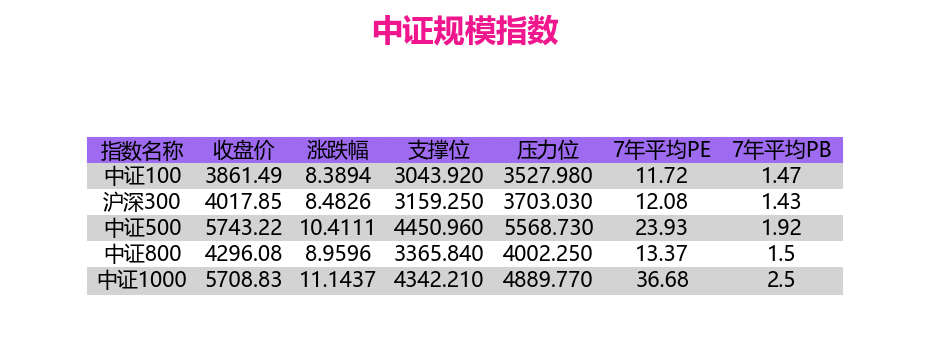 中证规模指数
指数名称 收盘价 涨跌幅 支撑位 压力位 7年平均PE 7年平均PB
中证100 3861.49 8.3894 3043.920 3527.980 11.72 1.47
沪深300 4017.85 8.4826 3159.250 3703.030 12.08 1.43
中证500 5743.22 10.4111 4450.960 5568.730 23.93 1.92
中证800 4296.08 8.9596 3365.840 4002.250 13.37 1.5
中证1000 5708.83 11.1437 4342.210 4889.770 36.68 2.5